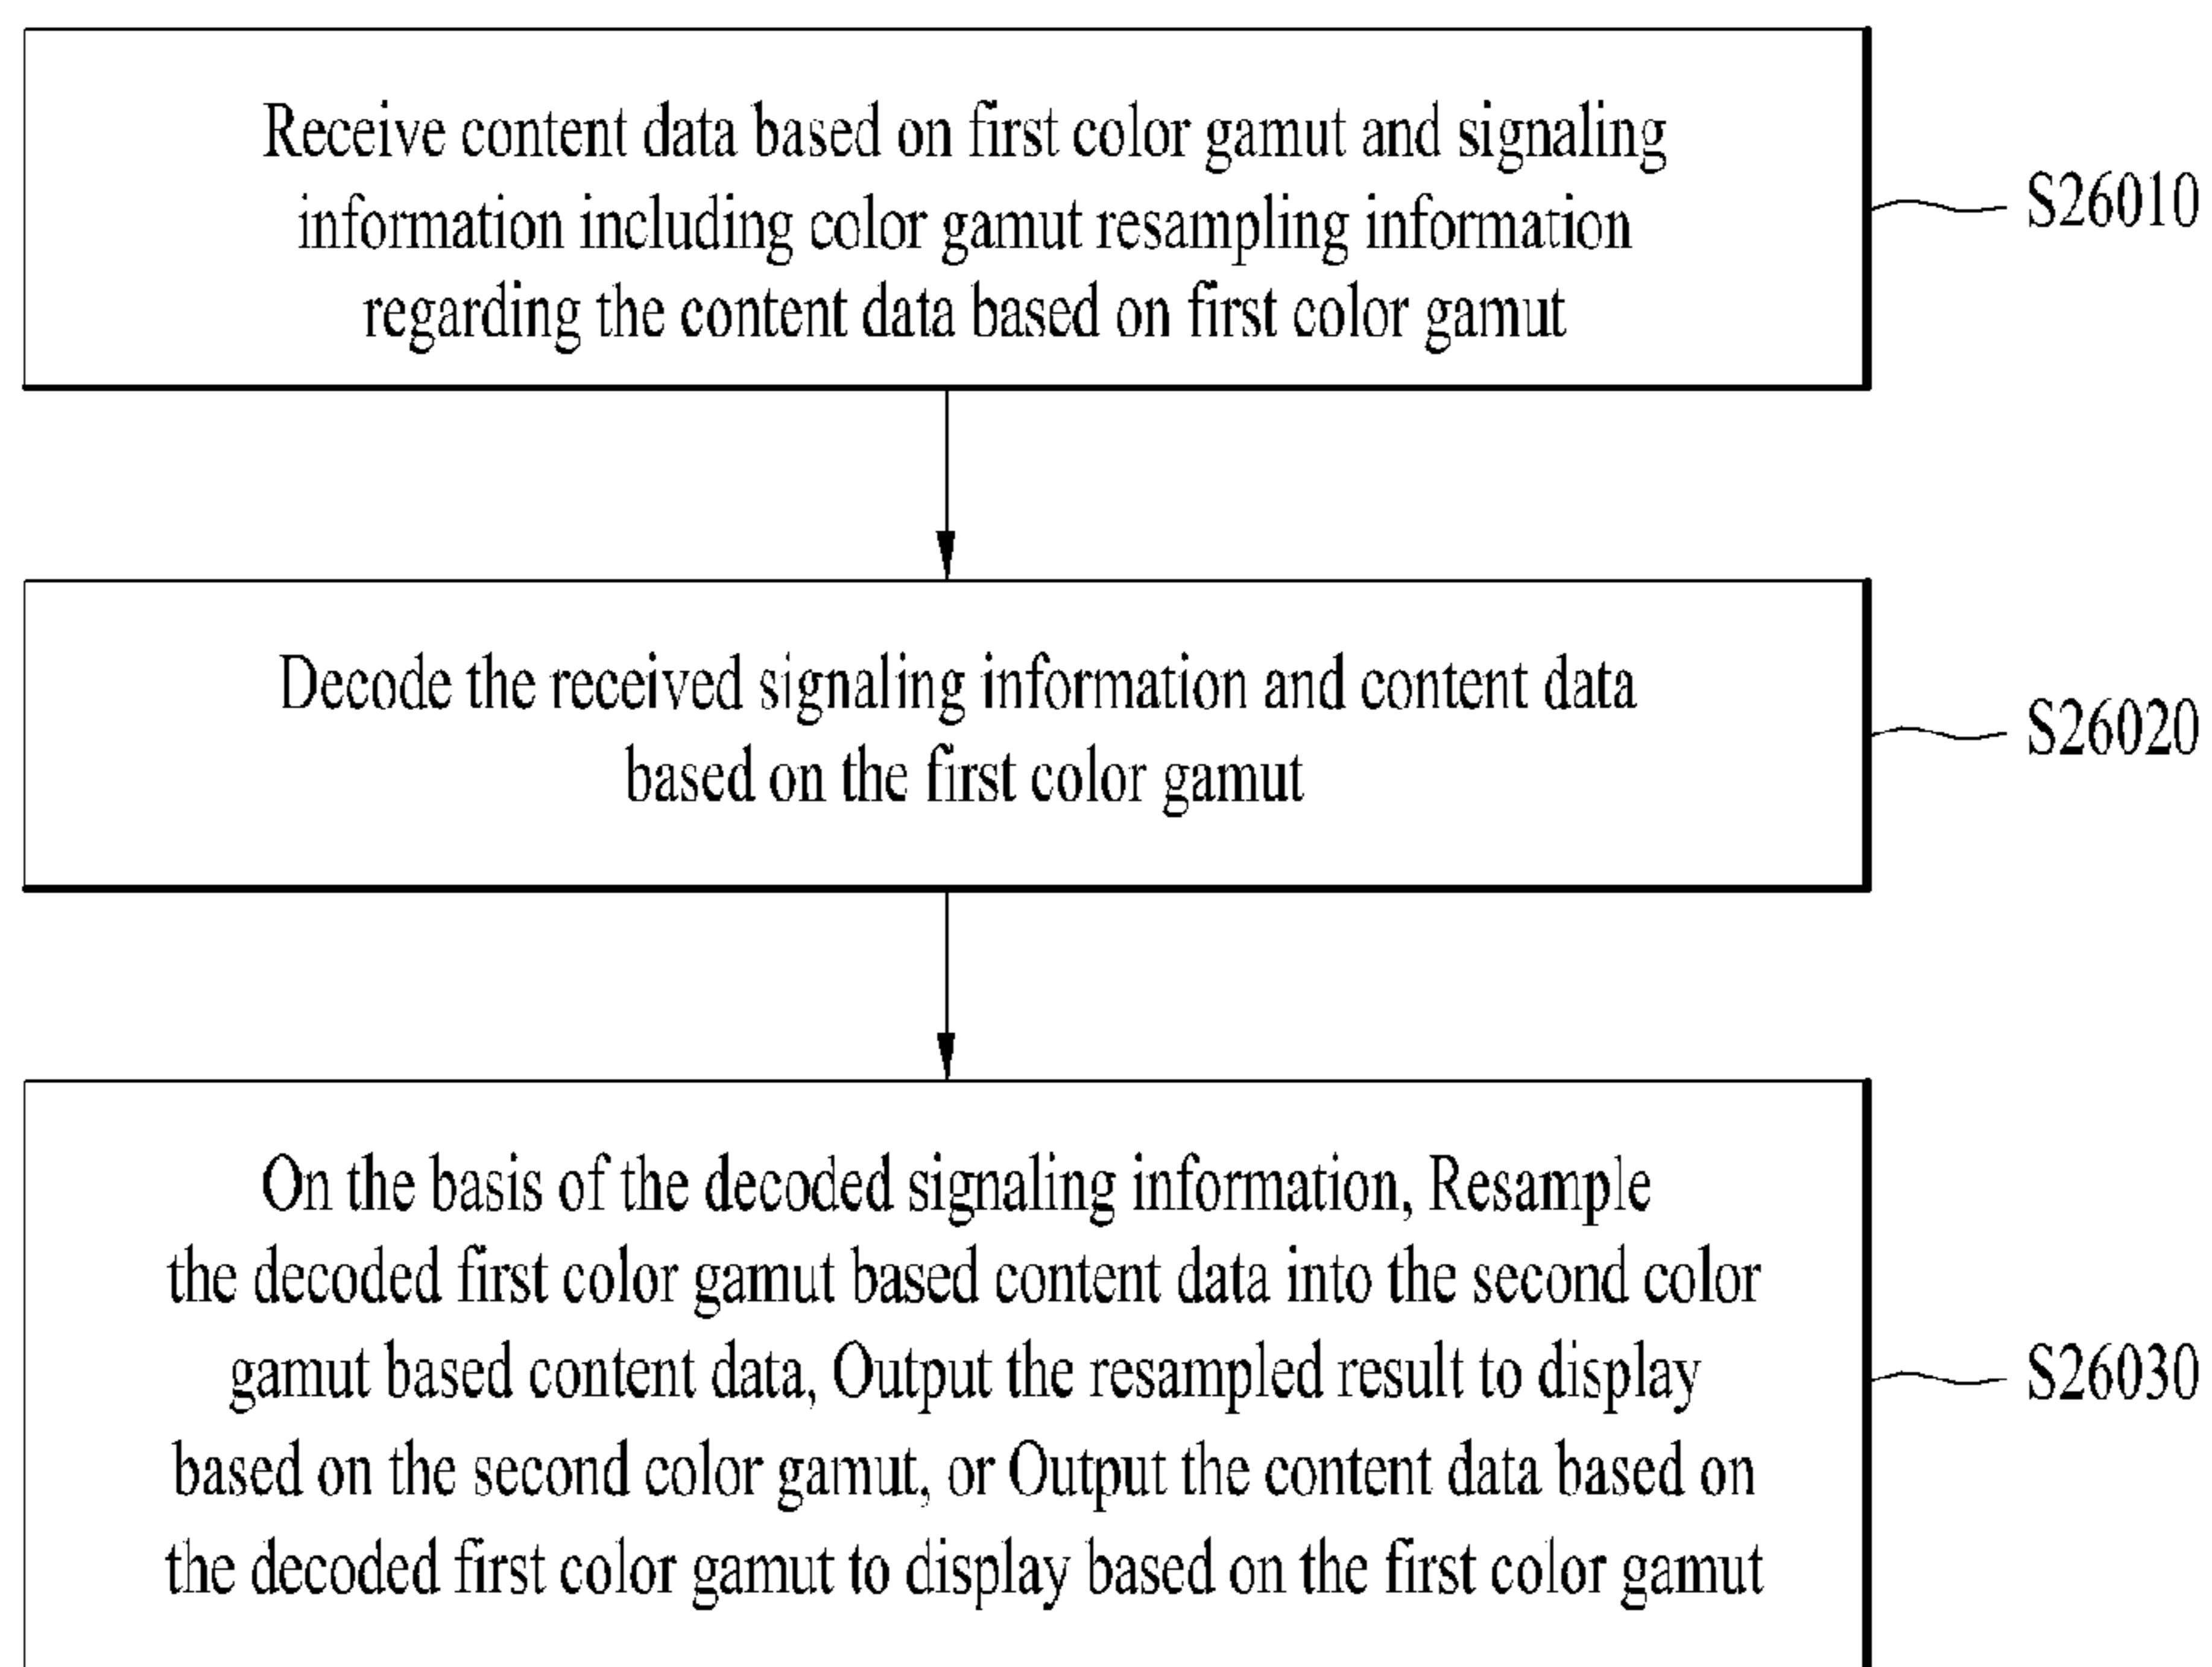 Receive content data based on first color gamut and signaling
information including color gamut resampling information
regarding the content data based on first color gamut
S26010
Decode the received signaling information and content data
based on the first color gamut
S26020
On the basis of the decoded signaling information, Resample
the decoded first color gamut based content data into the second color
gamut based content data, Output the resampled result to display
based on the second color gamut, or Output the content data based on
the decoded first color gamut to display based on the first color gamut
S26030